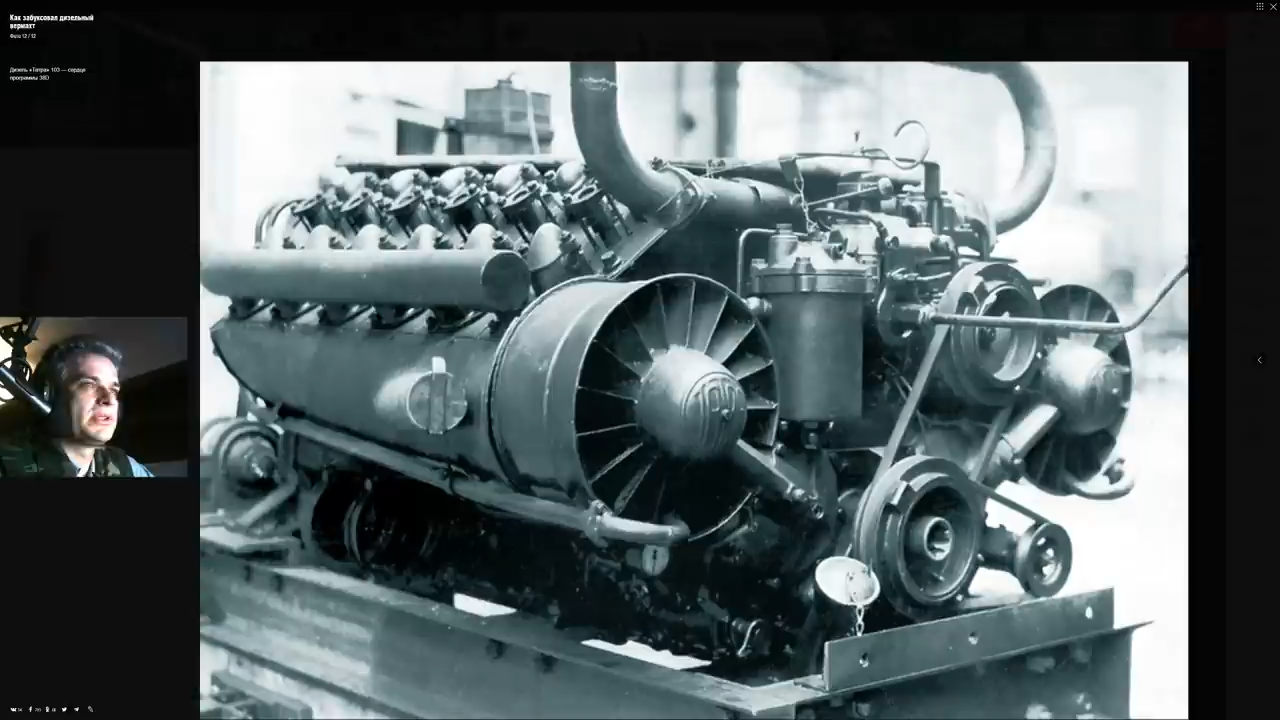 Как забуксовал дизельный
вермахт
Фото 12 / 12
Дизель «Татра» 103 — сердце
программы ЗВО